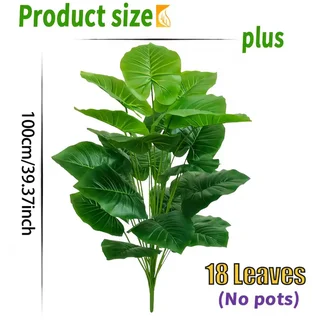 Product size
plus
100cm/39.37inch
18 Leaves
(No pots)